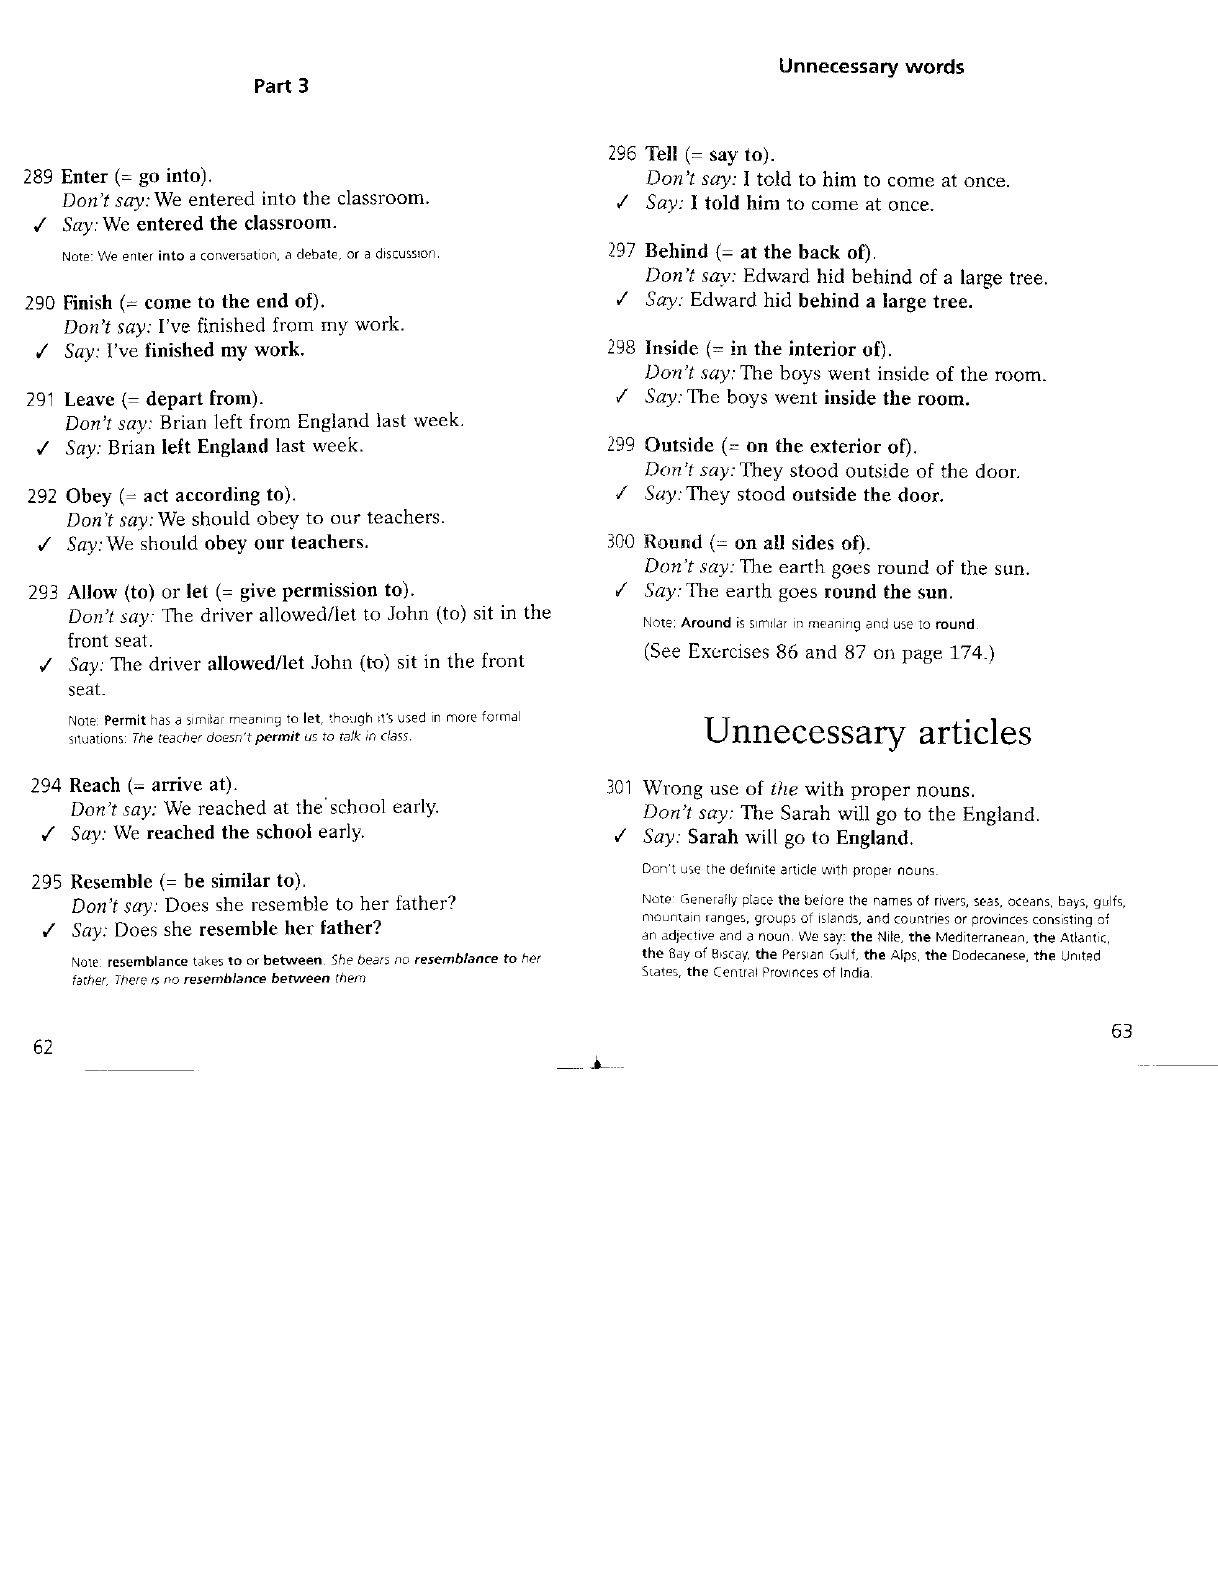 Part 3
289 Enter (= go into).
Don't say: We entered into the classroom.
✓ Say: We entered the classroom.
Note: We enter into a conversation, a debate, or a discussion.
290 Finish (= come to the end of).
Don't say: I've finished from my work.
✓ Say: I've finished my work.
291 Leave (= depart from).
Don't say: Brian left from England last week.
✓ Say: Brian left England last week.
292 Obey (= act according to).
Don't say: We should obey to our teachers.
✓ Say: We should obey our teachers.
293 Allow (to) or let (= give permission to).
Don't say: The driver allowed/let to John (to) sit in the
front seat.
✓ Say: The driver allowed/let John (to) sit in the front
seat.
Note: Permit has a similar meaning to let, though it's used in more formal
situations: The teacher doesn't permit us to talk in class.
294 Reach (= arrive at).
Don't say: We reached at the school early.
✓ Say: We reached the school early.
295 Resemble (= be similar to).
Don't say: Does she resemble to her father?
✓ Say: Does she resemble her father?
Note: resemblance takes to or between. She bears no resemblance to her
father, There is no resemblance between them
62
Unnecessary words
296 Tell (= say to).
Don't say: I told to him to come at once.
✓ Say: I told him to come at once.
297 Behind (= at the back of).
Don't say: Edward hid behind of a large tree.
✓ Say: Edward hid behind a large tree.
298 Inside (= in the interior of).
Don't say: The boys went inside of the room.
✓ Say: The boys went inside the room.
299 Outside (= on the exterior of).
Don't say: They stood outside of the door.
✓ Say: They stood outside the door.
300 Round (= on all sides of).
Don't say: The earth goes round of the sun.
✓ Say: The earth goes round the sun.
Note: Around is similar in meaning and use to round.
(See Exercises 86 and 87 on page 174.)
Unnecessary articles
301 Wrong use of the with proper nouns.
Don't say: The Sarah will go to the England.
✓ Say: Sarah will go to England.
Don't use the definite article with proper nouns.
Note: Generally place the before the names of rivers, seas, oceans, bays, gulfs,
mountain ranges, groups of islands, and countries or provinces consisting of
an adjective and a noun. We say: the Nile, the Mediterranean, the Atlantic,
the Bay of Biscay, the Persian Gulf, the Alps, the Dodecanese, the United
States, the Central Provinces of India.
63